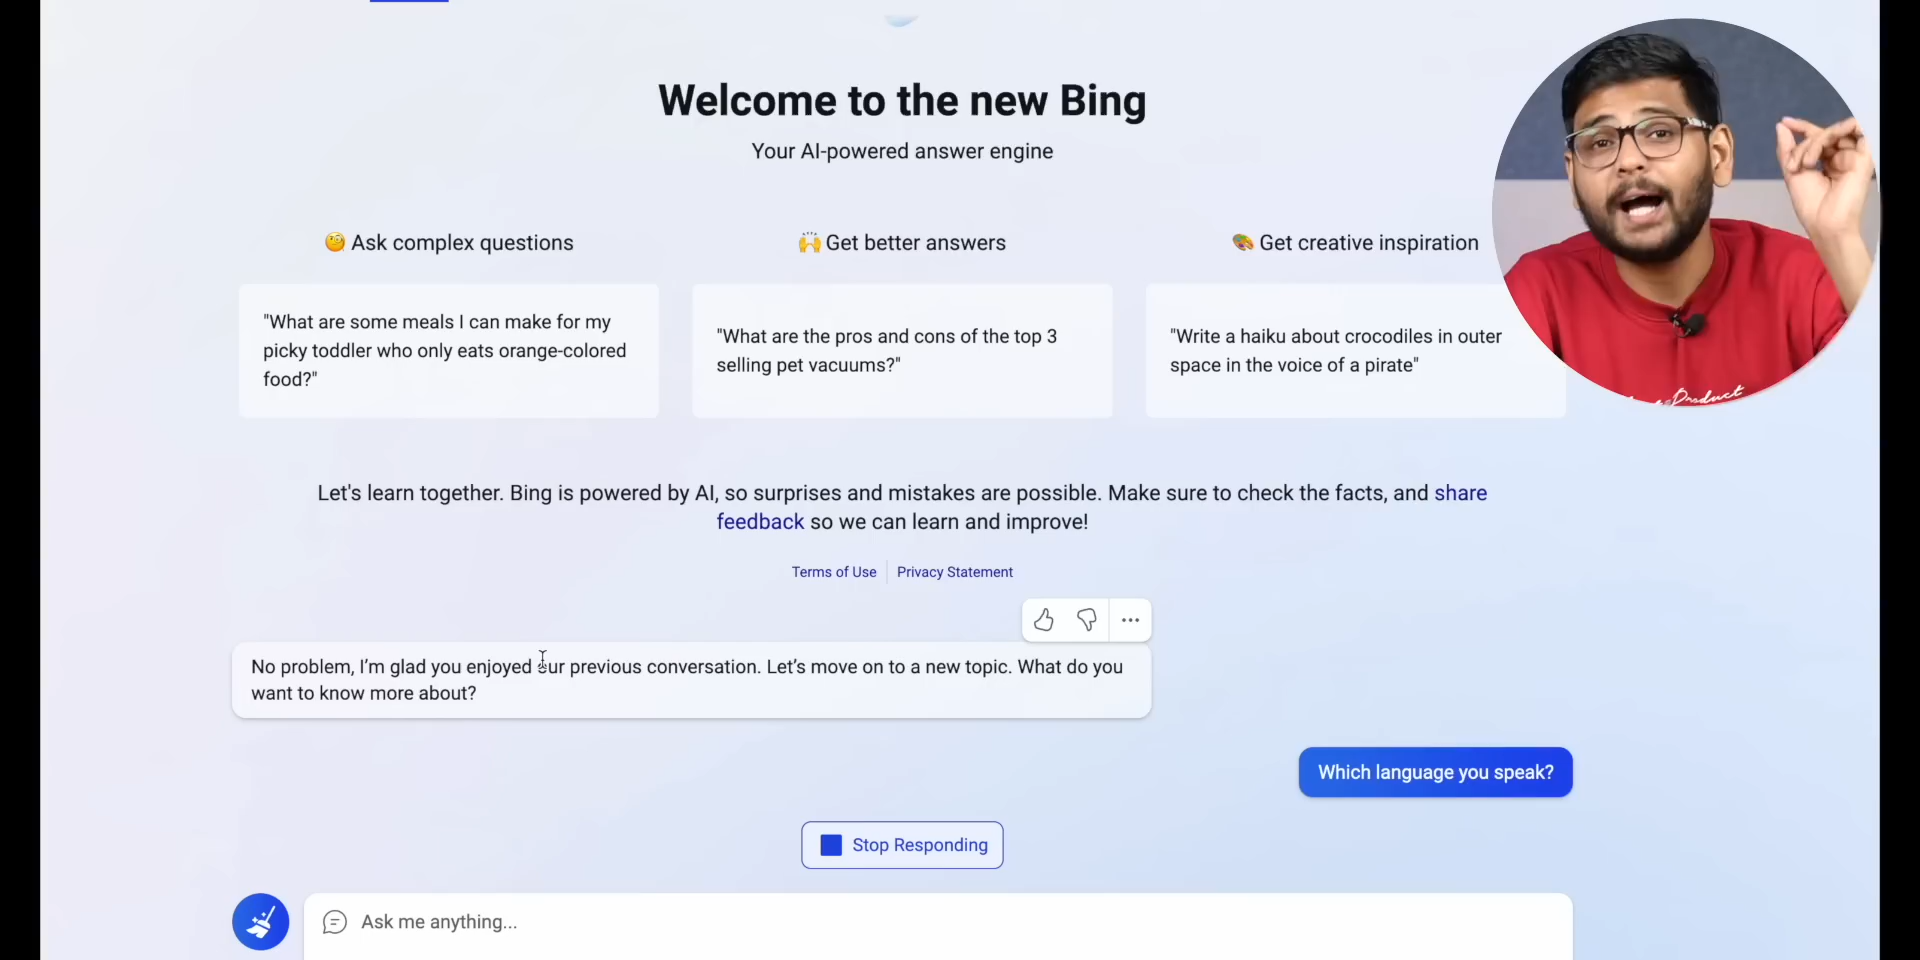 Welcome to the new Bing
Your AI-powered answer engine
Ask complex questions
Get better answers
Get creative inspiration
"What are some meals I can make for my
picky toddler who only eats orange-colored
food?"
"What are the pros and cons of the top 3
selling pet vacuums?"
"Write a haiku about crocodiles in outer
space in the voice of a pirate"
Product
Let's learn together. Bing is powered by AI, so surprises and mistakes are possible. Make sure to check the facts, and share
feedback so we can learn and improve!
Terms of Use
Privacy Statement
No problem, I'm glad you enjoyed our previous conversation. Let's move on to a new topic. What do you
want to know more about?
Which language you speak?
Stop Responding
Ask me anything...